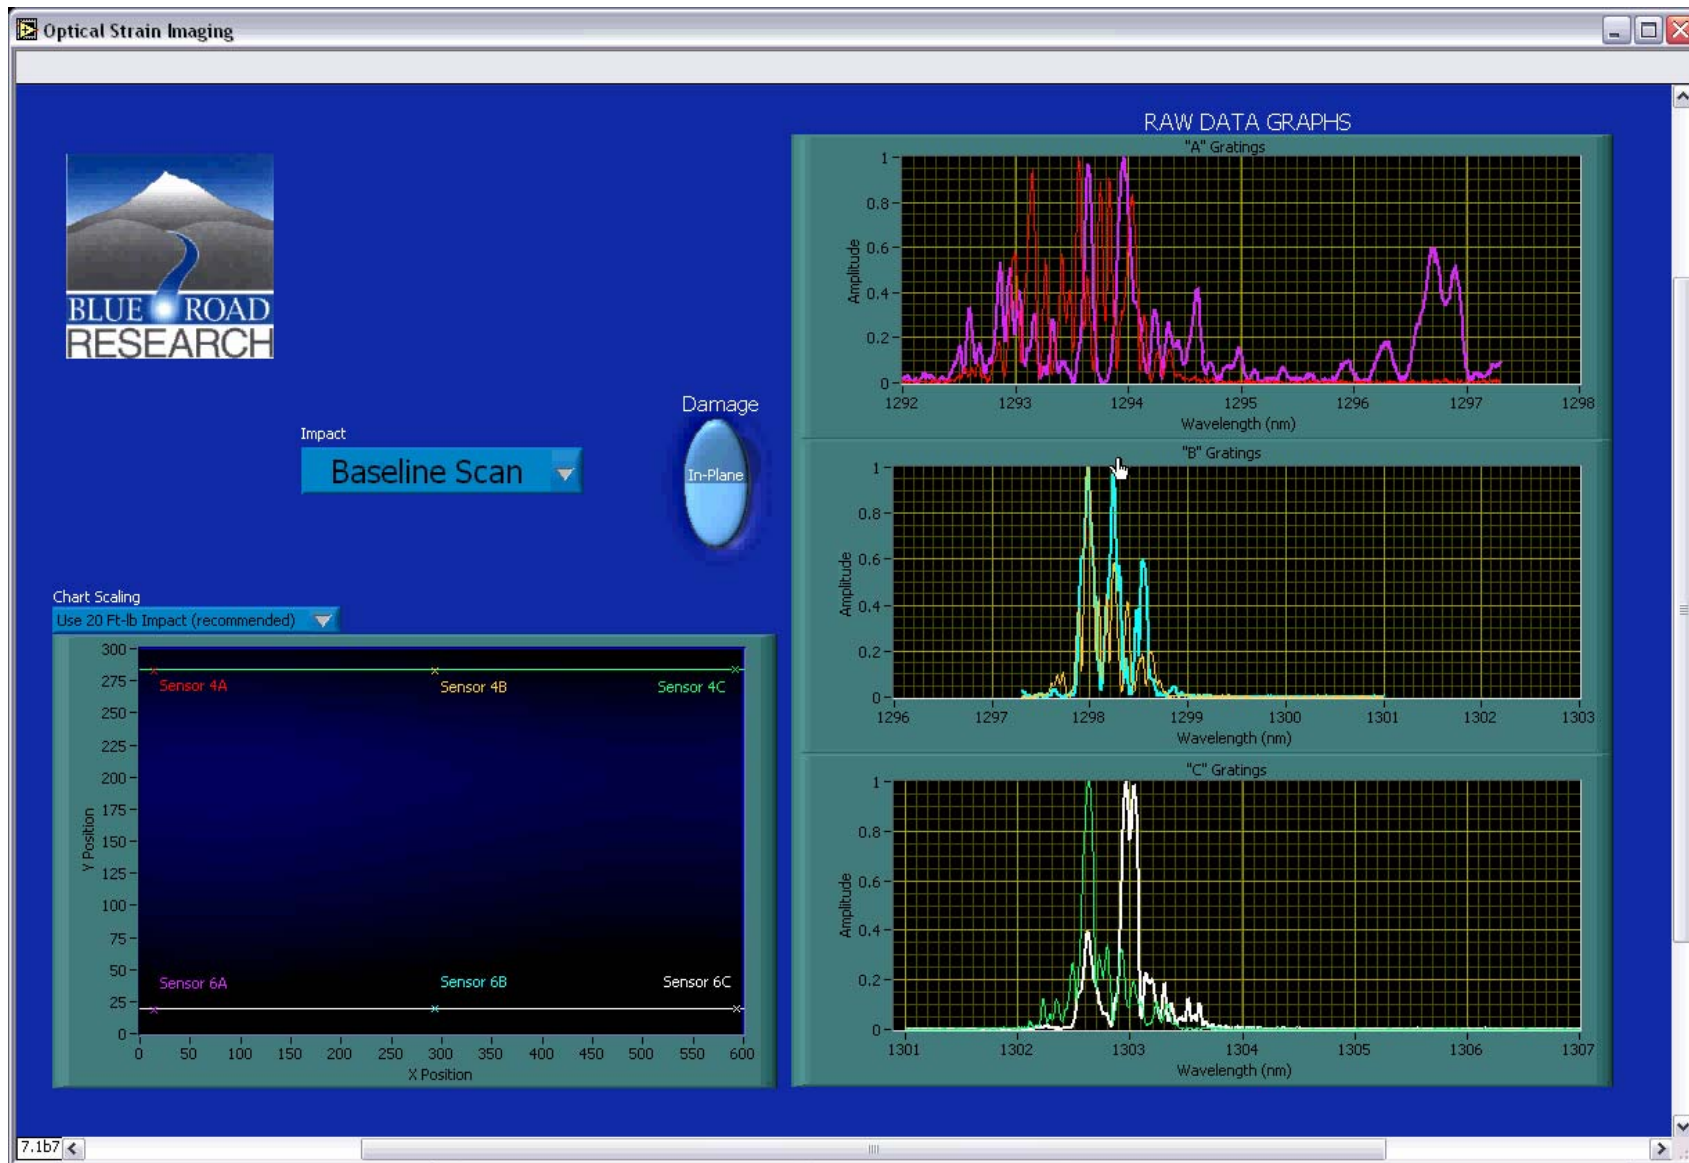 Optical Strain Imaging
BLUE ROAD
RESEARCH
Impact
Baseline Scan
Damage
In-Plane
Chart Scaling
Use 20 Ft-lb Impact (recommended)
300
275
250
225
200
175
150
125
100
75
50
25
0
Y Position
Sensor 4A
Sensor 4B
Sensor 4C
Sensor 6A
Sensor 6B
Sensor 6C
0 50 100 150 200 250 300 350 400 450 500 550 600
X Position
RAW DATA GRAPHS
"A" Gratings
1
0.8
0.6
0.4
0.2
0
Amplitude
1292 1293 1294 1295 1296 1297 1298
Wavelength (nm)
"B" Gratings
1
0.8
0.6
0.4
0.2
0
Amplitude
1296 1297 1298 1299 1300 1301 1302 1303
Wavelength (nm)
"C" Gratings
1
0.8
0.6
0.4
0.2
0
Amplitude
1301 1302 1303 1304 1305 1306 1307
Wavelength (nm)
7.1b7